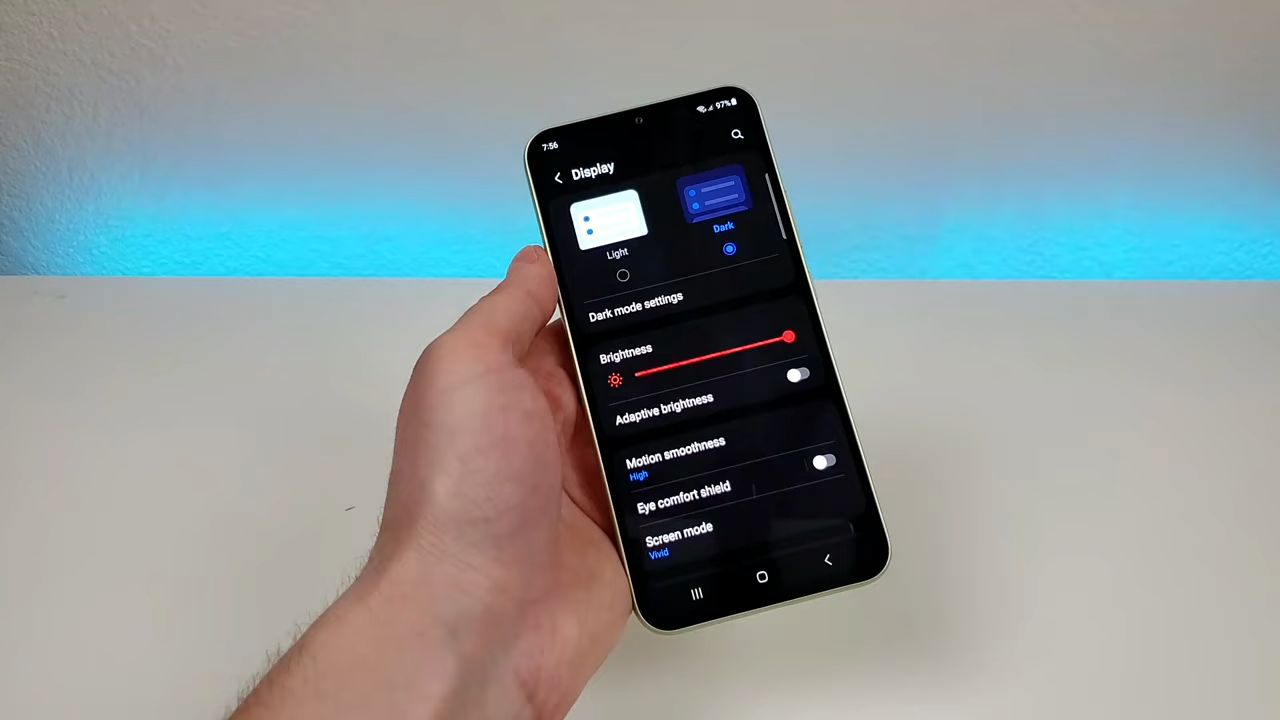 7:56
97%
Display
Light
Dark
Dark mode settings
Brightness
Adaptive brightness
Motion smoothness
High
Eye comfort shield
Screen mode
Vivid